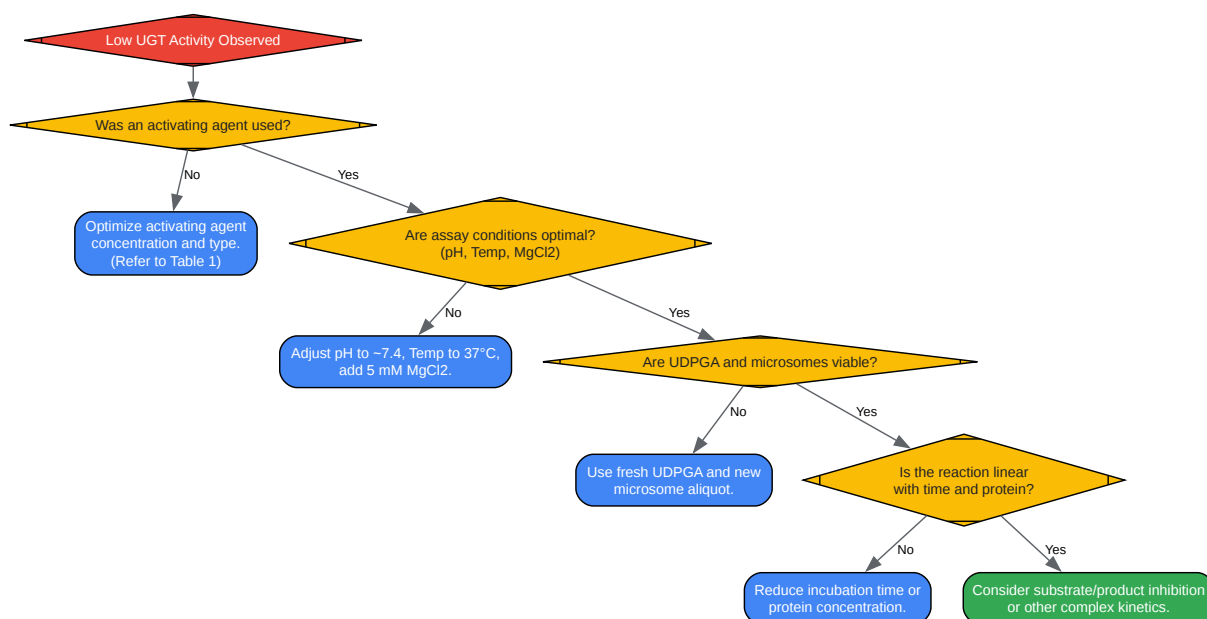 Low UGT Activity Observed
Was an activating agent used?
No
Yes
Optimize activating agent
concentration and type.
(Refer to Table 1)
Are assay conditions optimal?
(pH, Temp, MgCl2)
No
Yes
Adjust pH to ~7.4, Temp to 37°C,
add 5 mM MgCl2.
Are UDPGA and microsomes viable?
No
Yes
Use fresh UDPGA and new
microsome aliquot.
Is the reaction linear
with time and protein?
No
Yes
Reduce incubation time or
protein concentration.
Consider substrate/product inhibition
or other complex kinetics.